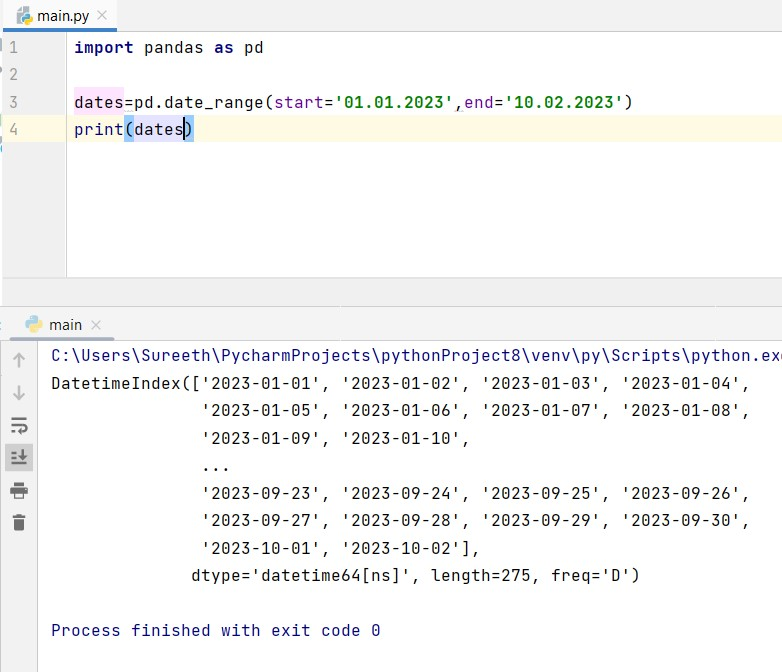 main.py
1 import pandas as pd
2
3 dates=pd.date_range(start='01.01.2023',end='10.02.2023')
4 print(dates)
main
C:\Users\Sureeth\PycharmProjects\pythonProject8\venv\py\Scripts\python.ex
DatetimeIndex(['2023-01-01', '2023-01-02', '2023-01-03', '2023-01-04',
'2023-01-05', '2023-01-06', '2023-01-07', '2023-01-08',
'2023-01-09', '2023-01-10',
...
'2023-09-23', '2023-09-24', '2023-09-25', '2023-09-26',
'2023-09-27', '2023-09-28', '2023-09-29', '2023-09-30',
'2023-10-01', '2023-10-02'],
dtype='datetime64[ns]', length=275, freq='D')
Process finished with exit code 0